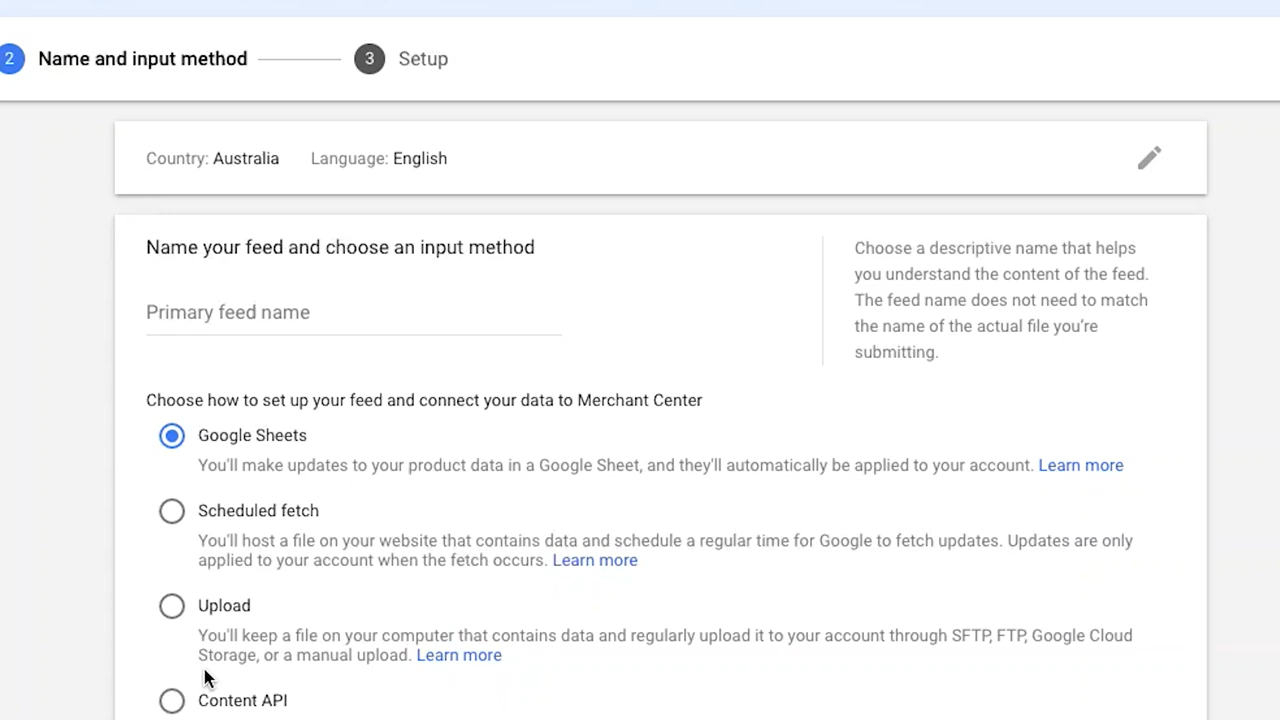 2 Name and input method 3 Setup
Country: Australia Language: English
Name your feed and choose an input method
Primary feed name
Choose a descriptive name that helps
you understand the content of the feed.
The feed name does not need to match
the name of the actual file you're
submitting.
Choose how to set up your feed and connect your data to Merchant Center
Google Sheets
You'll make updates to your product data in a Google Sheet, and they'll automatically be applied to your account. Learn more
Scheduled fetch
You'll host a file on your website that contains data and schedule a regular time for Google to fetch updates. Updates are only
applied to your account when the fetch occurs. Learn more
Upload
You'll keep a file on your computer that contains data and regularly upload it to your account through SFTP, FTP, Google Cloud
Storage, or a manual upload. Learn more
Content API